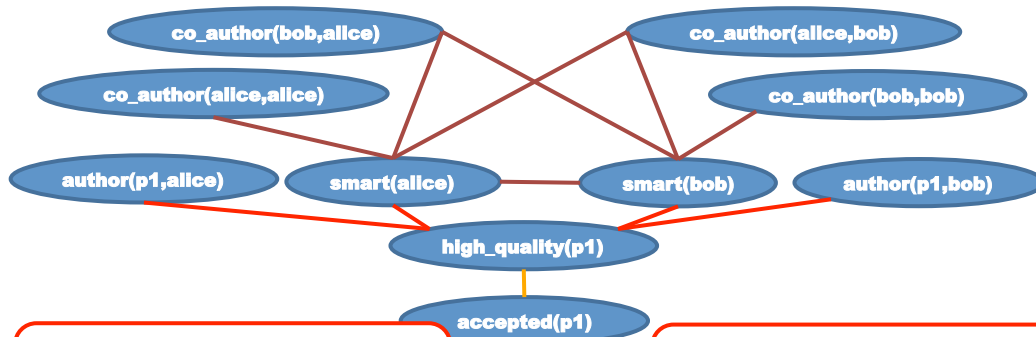 co_author(bob,alice)
co_author(alice,bob)
co_author(alice,alice)
co_author(bob,bob)
author(p1,alice)
smart(alice)
smart(bob)
author(p1,bob)
high_quality(p1)
accepted(p1)